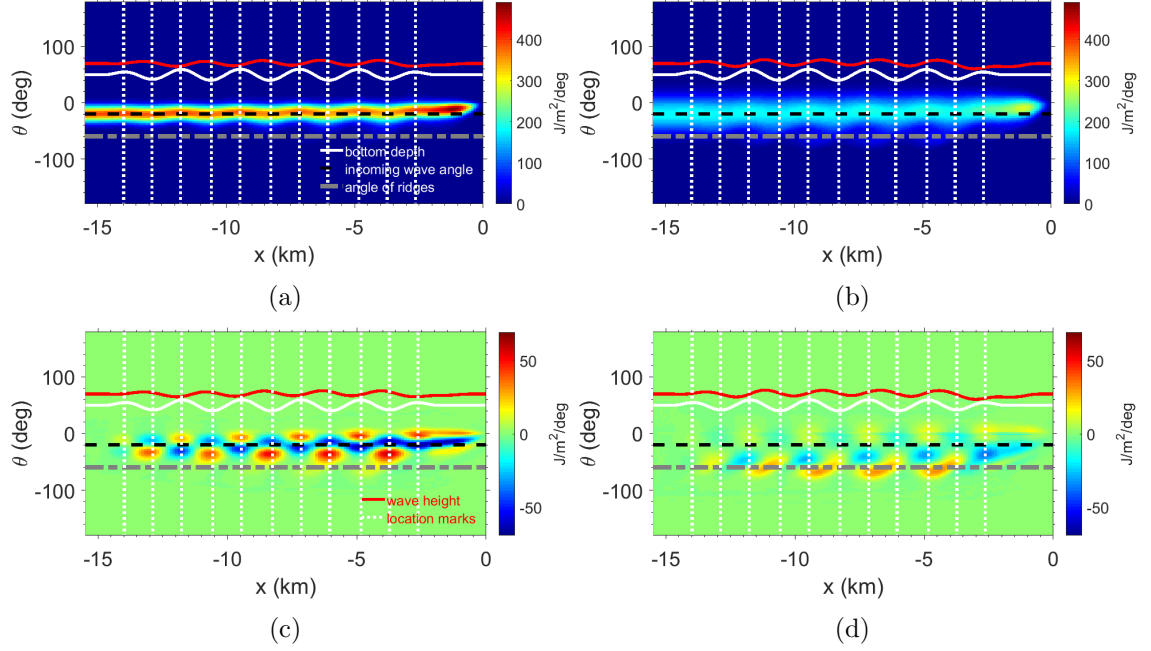 100
0
-100
θ (deg)
-15
-10
-5
0
x (km)
400
300
200
100
0
J/m²/deg
bottom depth
incoming wave angle
angle of ridges
(a)
100
0
-100
θ (deg)
-15
-10
-5
0
x (km)
400
300
200
100
0
J/m²/deg
(b)
100
0
-100
θ (deg)
-15
-10
-5
0
x (km)
50
0
-50
J/m²/deg
wave height
location marks
(c)
100
0
-100
θ (deg)
-15
-10
-5
0
x (km)
50
0
-50
J/m²/deg
(d)